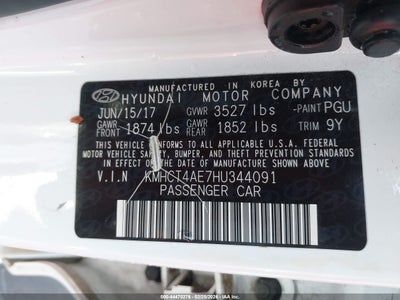 MANUFACTURED IN KOREA BY
HYUNDAI MOTOR COMPANY
JUN/15/17 GVWR 3527 lbs -PAINT PGU
GAWR FRONT 1874 lbs GAWR REAR 1852 lbs TRIM 9Y
THIS VEHICLE CONFORMS TO ALL APPLICABLE U.S.A. FEDERAL
MOTOR VEHICLE SAFETY, BUMPER, AND THEFT PREVENTION
STANDARDS IN EFFECT ON THE DATE OF MANUFACTURE
V.I.N KMHCT4AE7HU344091
PASSENGER CAR